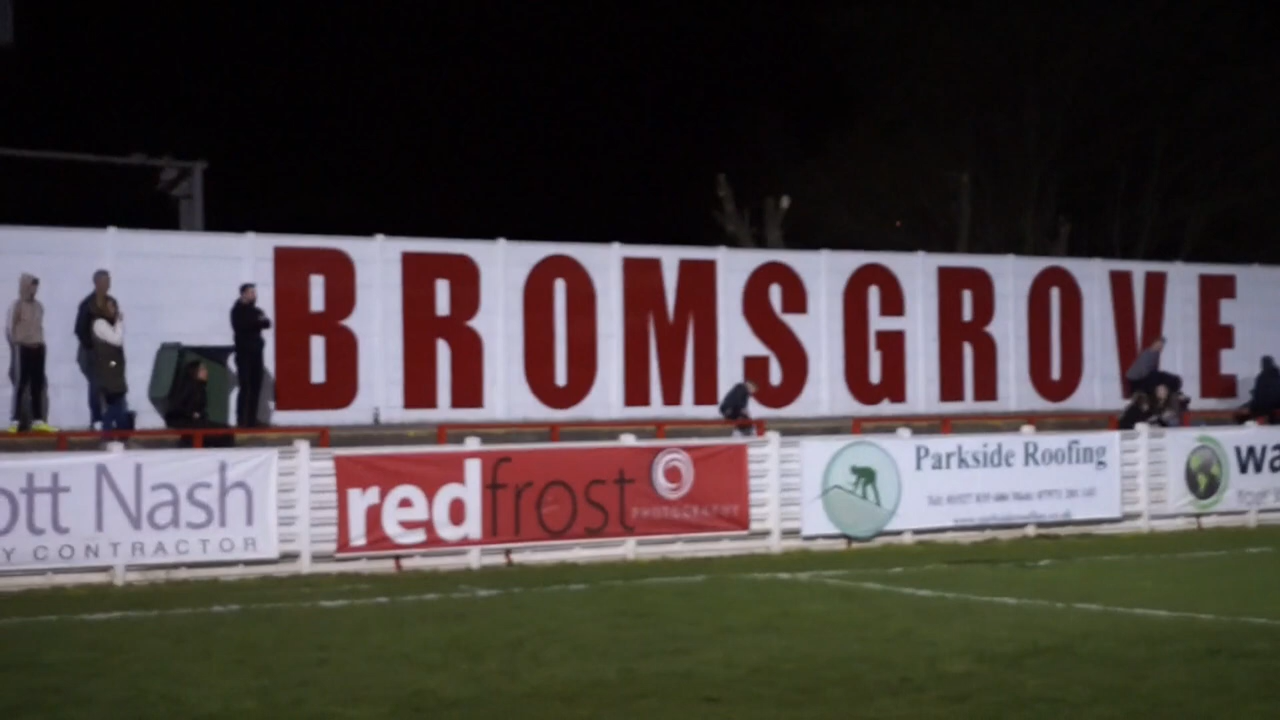 BROMSGROVE
ott Nash
Y CONTRACTOR
redfrost
PHOTOGRAPHY
Parkside Roofing
wa